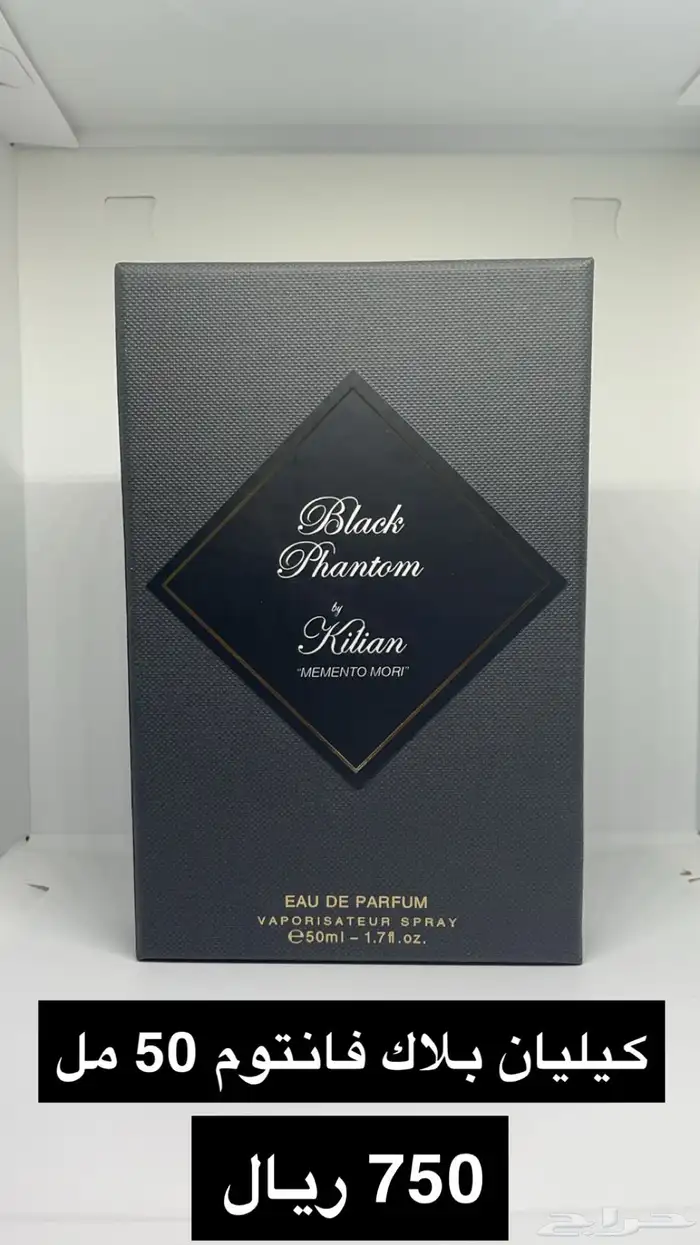 Black
Phantom
by
Kilian
“MEMENTO MORI”
EAU DE PARFUM
VAPORISATEUR SPRAY
℮50ml – 1.7fl.oz.
كيليان بلاك فانتوم 50 مل
750 ريال
حراج